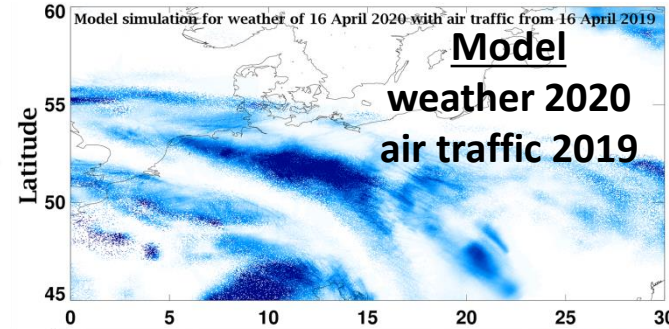 Model simulation for weather of 16 April 2020 with air traffic from 16 April 2019
Model
weather 2020
air traffic 2019
Latitude
60
55
50
45
0 5 10 15 20 25 30